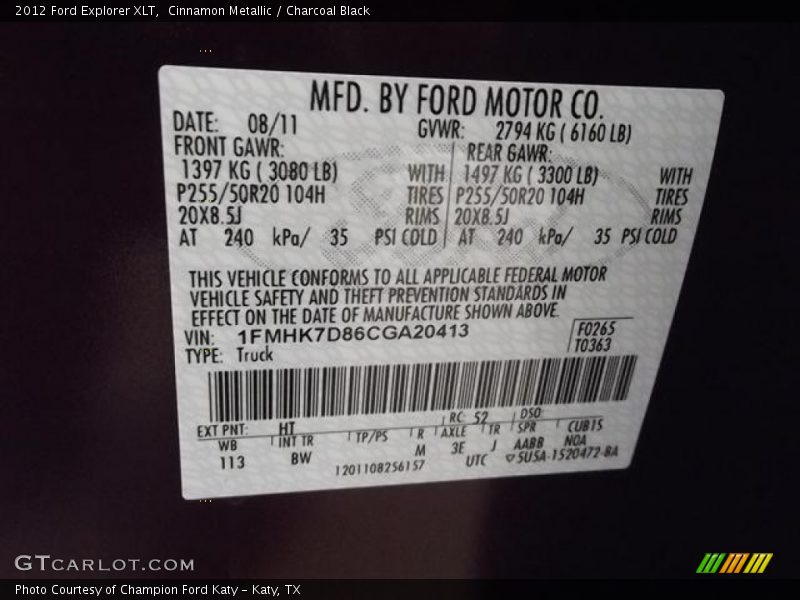 2012 Ford Explorer XLT,  Cinnamon Metallic / Charcoal Black
MFD. BY FORD MOTOR CO.
DATE: 08/11 GVWR: 2794 KG ( 6160 LB)
FRONT GAWR: REAR GAWR:
1397 KG ( 3080 LB) WITH 1497 KG ( 3300 LB) WITH
P255/50R20 104H TIRES P255/50R20 104H TIRES
20X8.5J RIMS 20X8.5J RIMS
AT 240 kPa/ 35 PSI COLD AT 240 kPa/ 35 PSI COLD
THIS VEHICLE CONFORMS TO ALL APPLICABLE FEDERAL MOTOR
VEHICLE SAFETY AND THEFT PREVENTION STANDARDS IN
EFFECT ON THE DATE OF MANUFACTURE SHOWN ABOVE.
VIN: 1FMHK7D86CGA20413 F0265
TYPE: Truck T0363
EXT PNT: HT RC: 52 DSO:
WB INT TR TP/PS R AXLE TR SPR CUB15
113 BW M 3E J AABB NOA
1201108256157 UTC ▽5U5A-1520472-BA
GTCARLOT.COM
Photo Courtesy of Champion Ford Katy – Katy, TX